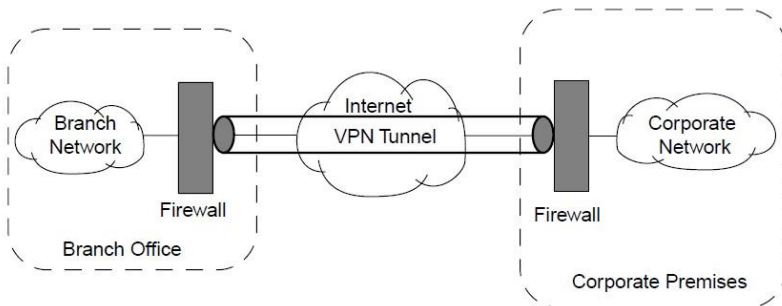 Branch
Network
Firewall
Branch Office
Internet
VPN Tunnel
Firewall
Corporate
Network
Corporate Premises